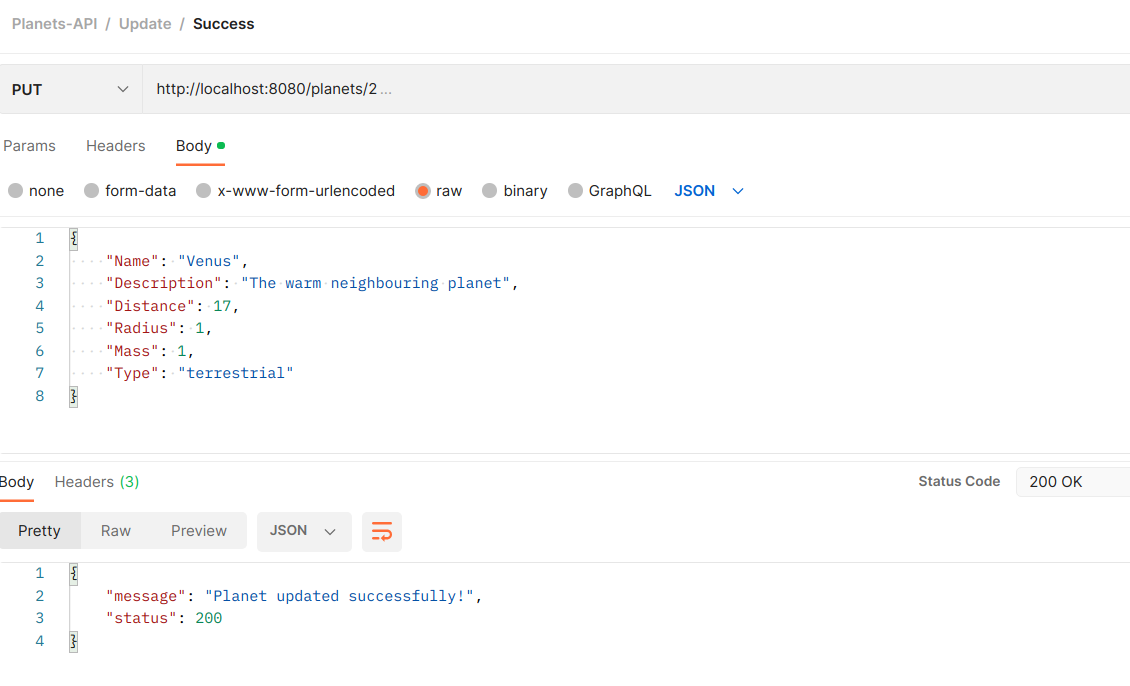 Planets-API / Update / Success
PUT http://localhost:8080/planets/2 ...
Params Headers Body
none form-data x-www-form-urlencoded raw binary GraphQL JSON
1 {
2 "Name": "Venus",
3 "Description": "The warm neighbouring planet",
4 "Distance": 17,
5 "Radius": 1,
6 "Mass": 1,
7 "Type": "terrestrial"
8 }
Body Headers (3) Status Code 200 OK
Pretty Raw Preview JSON
1 {
2 "message": "Planet updated successfully!",
3 "status": 200
4 }